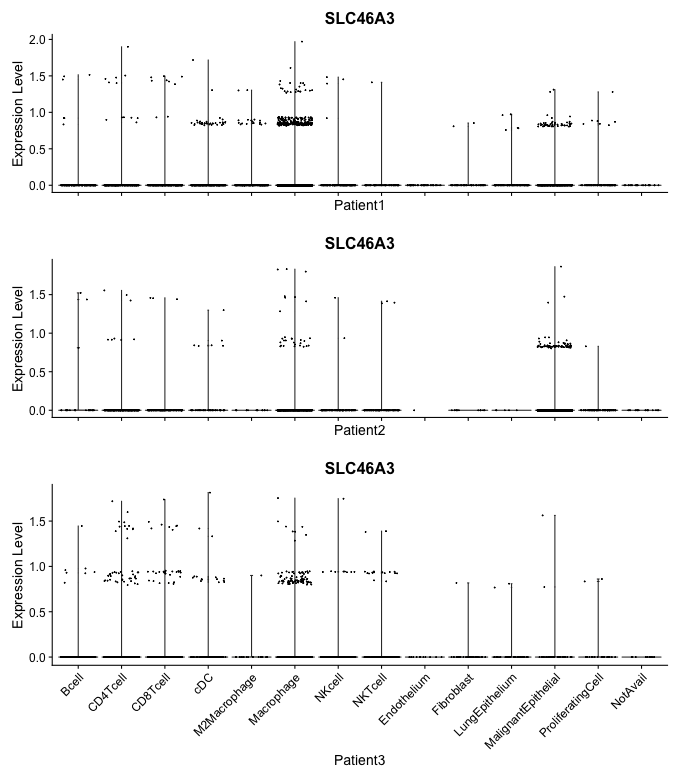 SLC46A3
Expression Level
2.0
1.5
1.0
0.5
0.0
Patient1
SLC46A3
Expression Level
1.5
1.0
0.5
0.0
Patient2
SLC46A3
Expression Level
1.5
1.0
0.5
0.0
Bcell
CD4Tcell
CD8Tcell
cDC
M2Macrophage
Macrophage
NKcell
NKTcell
Endothelium
Fibroblast
LungEpithelium
MalignantEpithelial
ProliferatingCell
NotAvail
Patient3